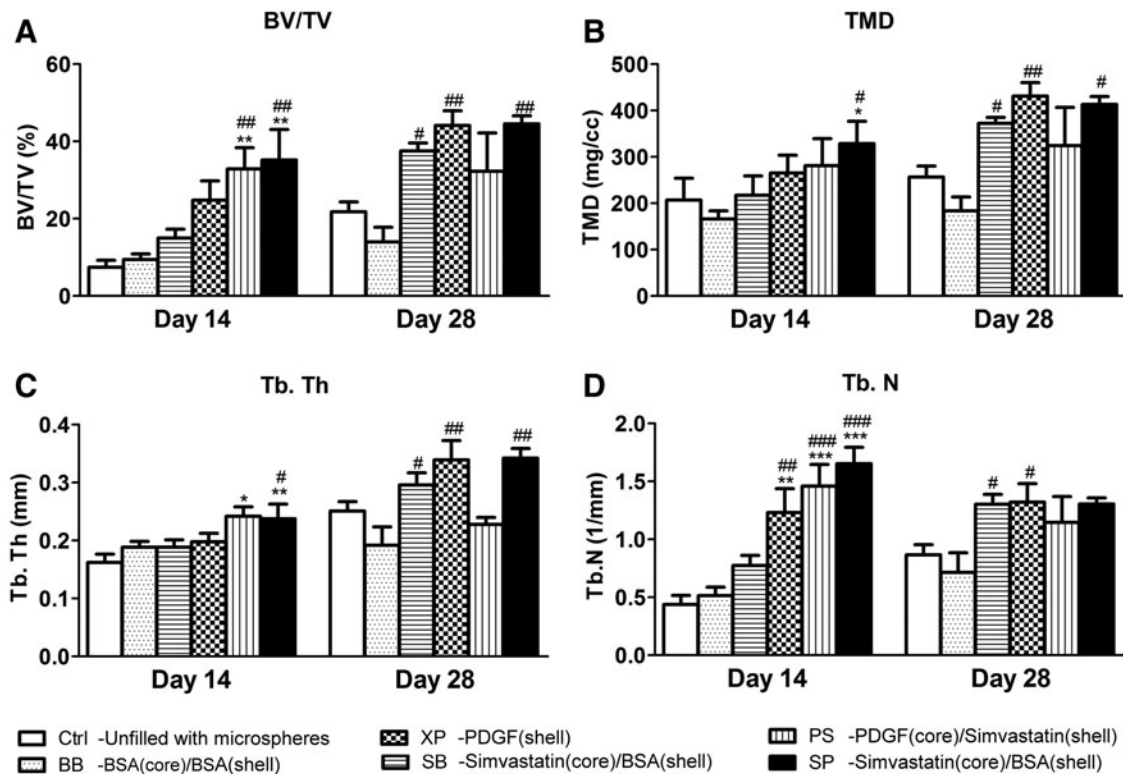 A
BV/TV
BV/TV (%)
60
40
20
0
##
**
##
**
#
##
##
Day 14
Day 28
B
TMD
TMD (mg/cc)
500
400
300
200
100
0
#
*
#
##
#
Day 14
Day 28
C
Tb. Th
Tb. Th (mm)
0.4
0.3
0.2
0.1
0.0
*
#
**
#
##
##
Day 14
Day 28
D
Tb. N
Tb.N (1/mm)
2.0
1.5
1.0
0.5
0.0
##
**
###
***
###
***
#
#
Day 14
Day 28
Ctrl -Unfilled with microspheres
BB -BSA(core)/BSA(shell)
XP -PDGF(shell)
SB -Simvastatin(core)/BSA(shell)
PS -PDGF(core)/Simvastatin(shell)
SP -Simvastatin(core)/BSA(shell)